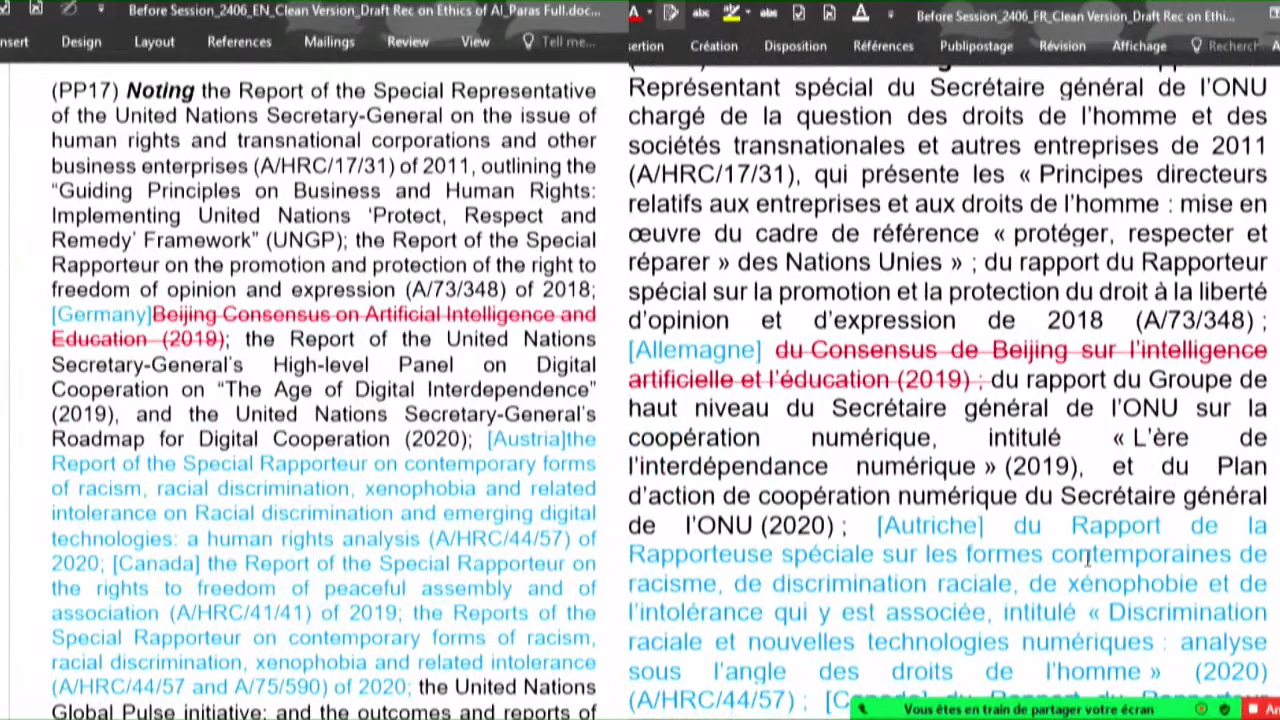 Before Session_2406_EN_Clean Version_Draft Rec on Ethics of AI_Paras Full.doc...
nsert Design Layout References Mailings Review View Tell me...
(PP17) Noting the Report of the Special Representative
of the United Nations Secretary-General on the issue of
human rights and transnational corporations and other
business enterprises (A/HRC/17/31) of 2011, outlining the
“Guiding Principles on Business and Human Rights:
Implementing United Nations ‘Protect, Respect and
Remedy’ Framework” (UNGP); the Report of the Special
Rapporteur on the promotion and protection of the right to
freedom of opinion and expression (A/73/348) of 2018;
[Germany]Beijing Consensus on Artificial Intelligence and
Education (2019); the Report of the United Nations
Secretary-General’s High-level Panel on Digital
Cooperation on “The Age of Digital Interdependence”
(2019), and the United Nations Secretary-General’s
Roadmap for Digital Cooperation (2020); [Austria]the
Report of the Special Rapporteur on contemporary forms
of racism, racial discrimination, xenophobia and related
intolerance on Racial discrimination and emerging digital
technologies: a human rights analysis (A/HRC/44/57) of
2020; [Canada] the Report of the Special Rapporteur on
the rights to freedom of peaceful assembly and of
association (A/HRC/41/41) of 2019; the Reports of the
Special Rapporteur on contemporary forms of racism,
racial discrimination, xenophobia and related intolerance
(A/HRC/44/57 and A/75/590) of 2020; the United Nations
Global Pulse initiative; and the outcomes and reports of
Before Session_2406_FR_Clean Version_Draft Rec on Ethi...
sertion Création Disposition Références Publipostage Révision Affichage Recherc
Représentant spécial du Secrétaire général de l’ONU
chargé de la question des droits de l’homme et des
sociétés transnationales et autres entreprises de 2011
(A/HRC/17/31), qui présente les « Principes directeurs
relatifs aux entreprises et aux droits de l’homme : mise en
œuvre du cadre de référence « protéger, respecter et
réparer » des Nations Unies » ; du rapport du Rapporteur
spécial sur la promotion et la protection du droit à la liberté
d’opinion et d’expression de 2018 (A/73/348) ;
[Allemagne] du Consensus de Beijing sur l’intelligence
artificielle et l’éducation (2019) ; du rapport du Groupe de
haut niveau du Secrétaire général de l’ONU sur la
coopération numérique, intitulé « L’ère de
l’interdépendance numérique » (2019), et du Plan
d’action de coopération numérique du Secrétaire général
de l’ONU (2020) ; [Autriche] du Rapport de la
Rapporteuse spéciale sur les formes contemporaines de
racisme, de discrimination raciale, de xénophobie et de
l’intolérance qui y est associée, intitulé « Discrimination
raciale et nouvelles technologies numériques : analyse
sous l’angle des droits de l’homme » (2020)
(A/HRC/44/57) ;
Vous êtes en train de partager votre écran